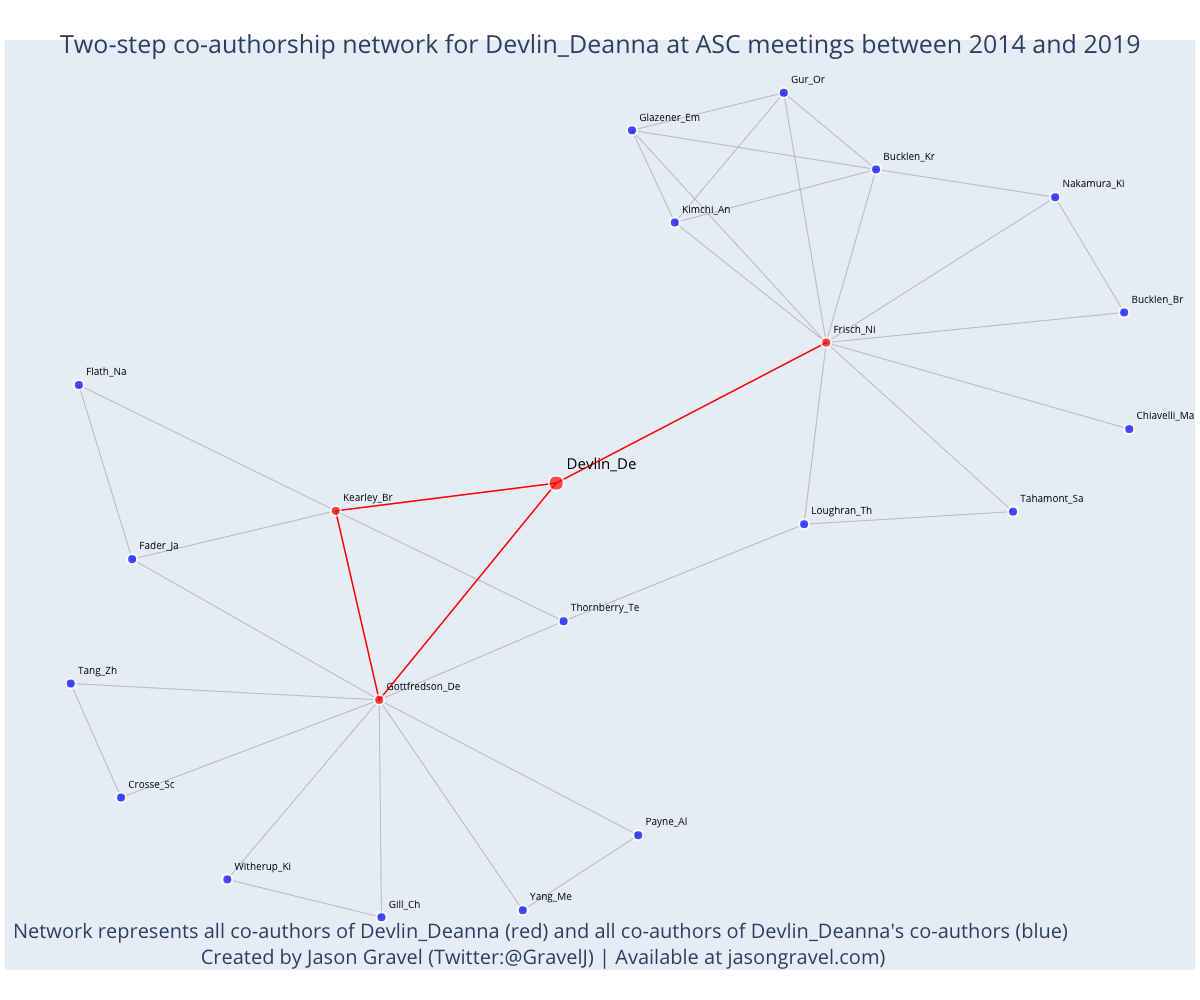 Two-step co-authorship network for Devlin_Deanna at ASC meetings between 2014 and 2019
Gur_Or
Glazener_Em
Bucklen_Kr
Nakamura_Ki
Kimchi_An
Bucklen_Br
Frisch_Ni
Flath_Na
Chiavelli_Ma
Devlin_De
Kearley_Br
Tahamont_Sa
Loughran_Th
Fader_Ja
Thornberry_Te
Tang_Zh
Gottfredson_De
Crosse_Sc
Payne_Al
Witherup_Ki
Yang_Me
Gill_Ch
Network represents all co-authors of Devlin_Deanna (red) and all co-authors of Devlin_Deanna's co-authors (blue)
Created by Jason Gravel (Twitter:@GravelJ) | Available at jasongravel.com)